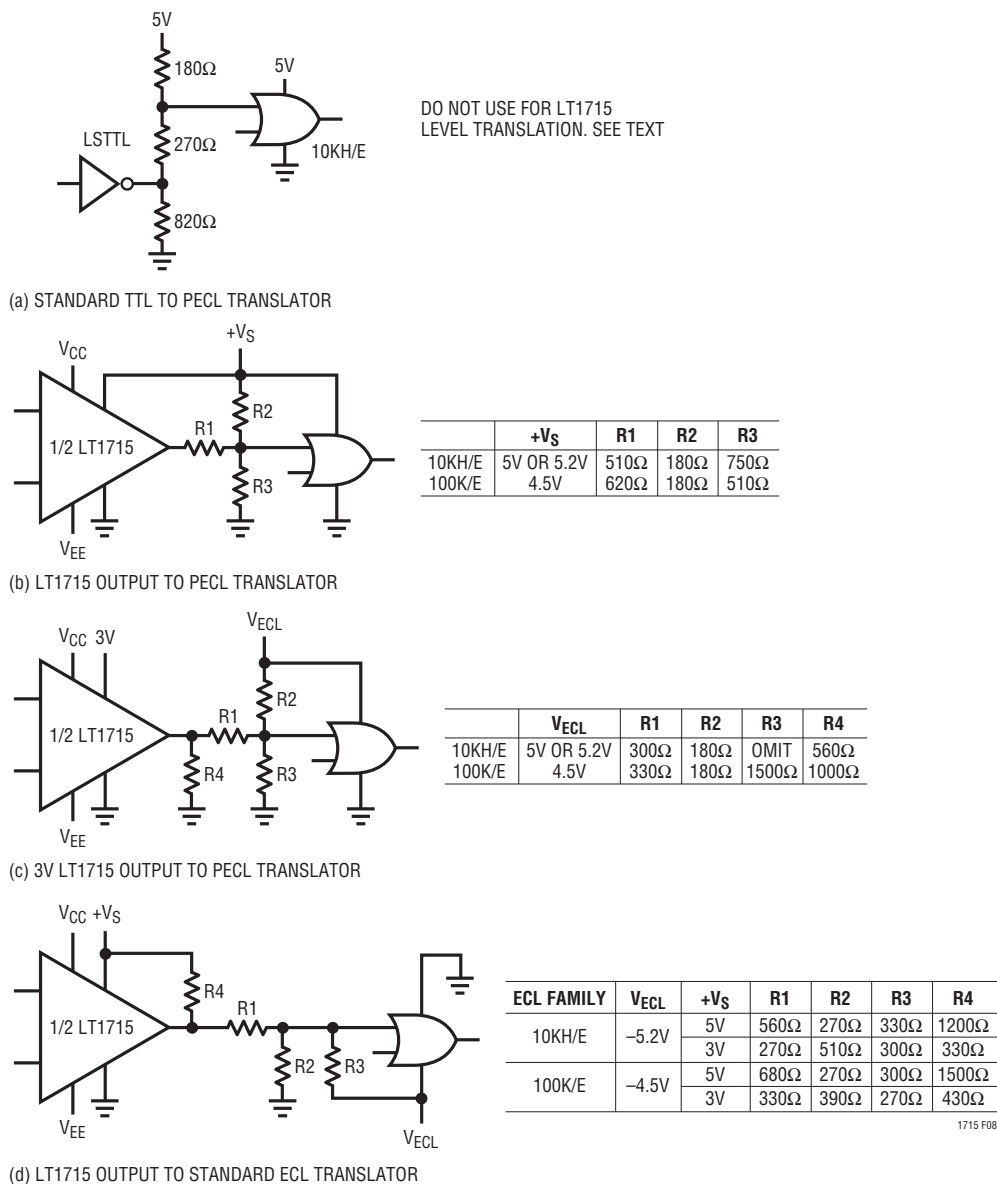 5V
180Ω
5V
DO NOT USE FOR LT1715
LEVEL TRANSLATION. SEE TEXT
LSTTL
270Ω
10KH/E
820Ω
(a) STANDARD TTL TO PECL TRANSLATOR
+VS
VCC
R2
R1
1/2 LT1715
R3
VEE
+VS R1 R2 R3
10KH/E 5V OR 5.2V 510Ω 180Ω 750Ω
100K/E 4.5V 620Ω 180Ω 510Ω
(b) LT1715 OUTPUT TO PECL TRANSLATOR
VECL
VCC 3V
R2
R1
1/2 LT1715
R4
R3
VEE
VECL R1 R2 R3 R4
10KH/E 5V OR 5.2V 300Ω 180Ω OMIT 560Ω
100K/E 4.5V 330Ω 180Ω 1500Ω 1000Ω
(c) 3V LT1715 OUTPUT TO PECL TRANSLATOR
VCC +VS
R4
R1
1/2 LT1715
R2
R3
VEE
VECL
ECL FAMILY VECL +VS R1 R2 R3 R4
10KH/E –5.2V 5V 560Ω 270Ω 330Ω 1200Ω
3V 270Ω 510Ω 300Ω 330Ω
100K/E –4.5V 5V 680Ω 270Ω 300Ω 1500Ω
3V 330Ω 390Ω 270Ω 430Ω
1715 F08
(d) LT1715 OUTPUT TO STANDARD ECL TRANSLATOR